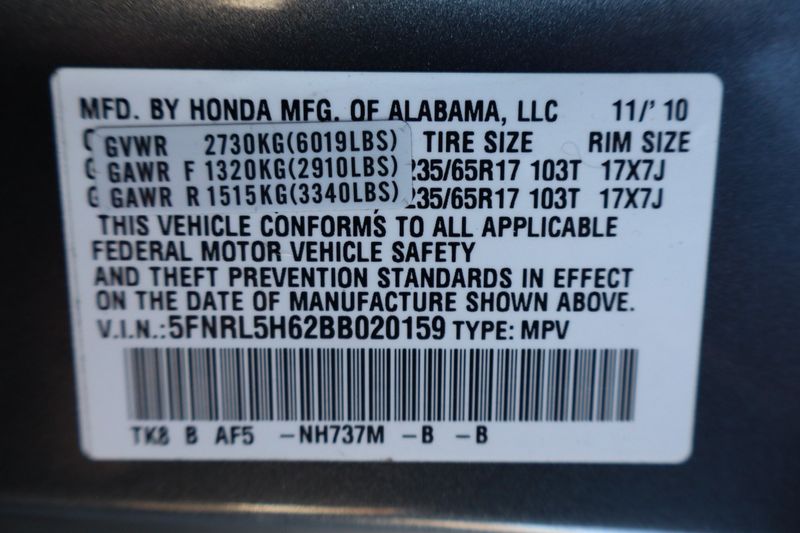 MFD. BY HONDA MFG. OF ALABAMA, LLC 11/' 10
GVWR 2730KG(6019LBS) TIRE SIZE RIM SIZE
GAWR F 1320KG(2910LBS) 235/65R17 103T 17X7J
GAWR R 1515KG(3340LBS) 235/65R17 103T 17X7J
THIS VEHICLE CONFORMS TO ALL APPLICABLE
FEDERAL MOTOR VEHICLE SAFETY
AND THEFT PREVENTION STANDARDS IN EFFECT
ON THE DATE OF MANUFACTURE SHOWN ABOVE.
V.I.N.:5FNRL5H62BB020159 TYPE: MPV
TK8 B AF5 -NH737M -B -B